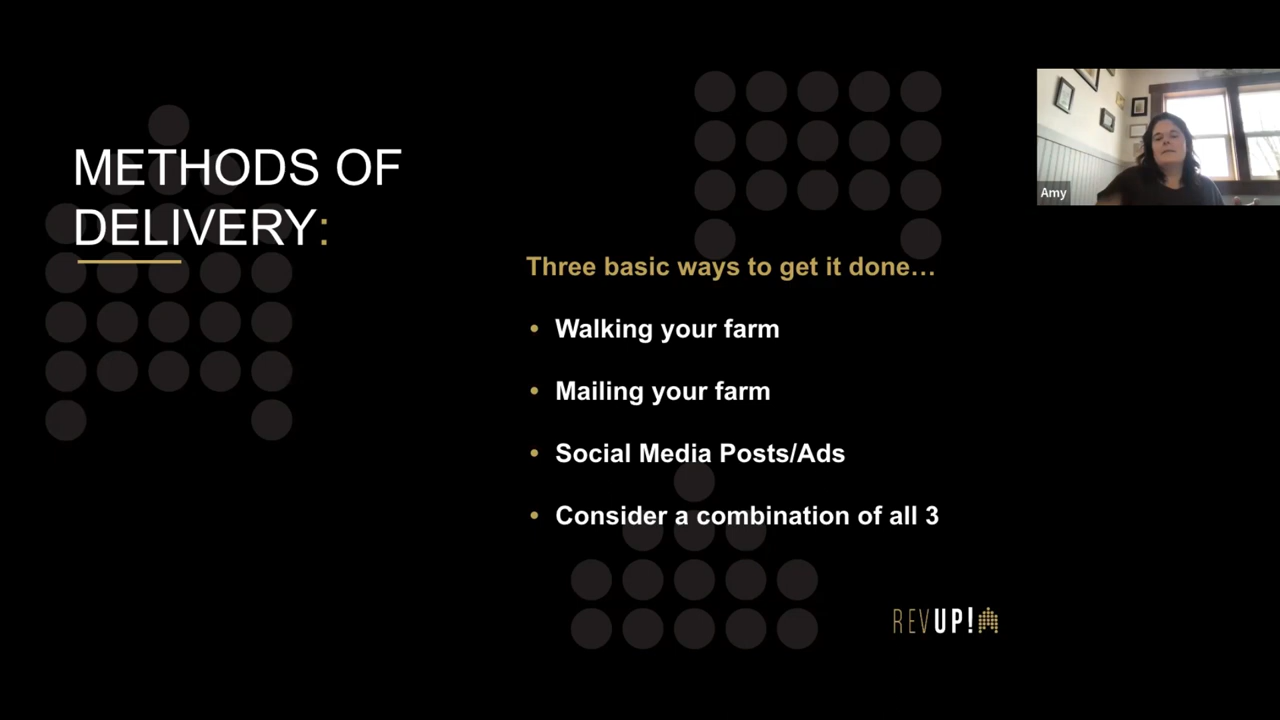 METHODS OF
DELIVERY:
Three basic ways to get it done…
• Walking your farm
• Mailing your farm
• Social Media Posts/Ads
• Consider a combination of all 3
Amy
REVUP!